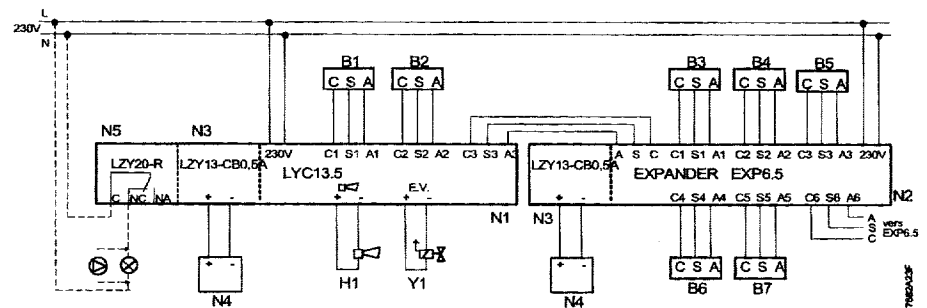 L
230V
N
B1 B2 B3 B4 B5
C S A C S A C S A C S A C S A
N5 N3
LZY20-R LZY13-CB0,5A 230V C1 S1 A1 C2 S2 A2 C3 S3 A3
LYC13.5
C NC NA + - + - E.V. + -
N1
LZY13-CB0,5A A S C C1 S1 A1 C2 S2 A2 C3 S3 A3 230V
EXPANDER EXP6.5
+ - C4 S4 A4 C5 S5 A5 C6 S6 A6
N2
N3
A
S vers
C EXP6.5
C S A C S A
+ - H1 Y1 + - B6 B7
N4 N4